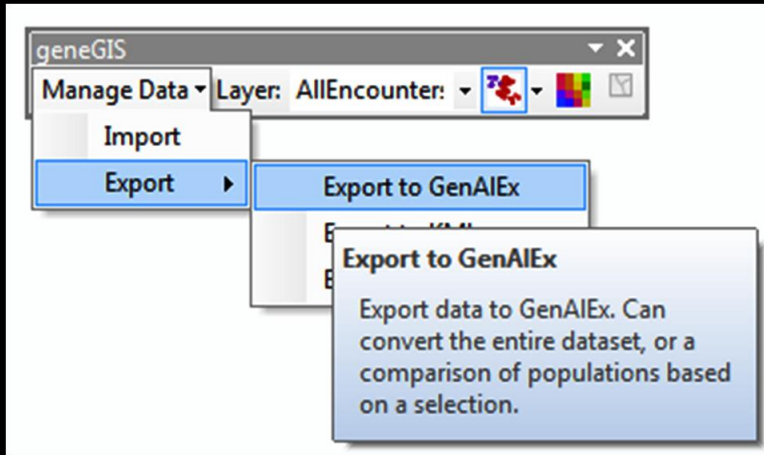 geneGIS
Manage Data Layer: AllEncounter:
Import
Export
Export to GenAlEx
Export to GenAlEx
Export data to GenAlEx. Can
convert the entire dataset, or a
comparison of populations based
on a selection.